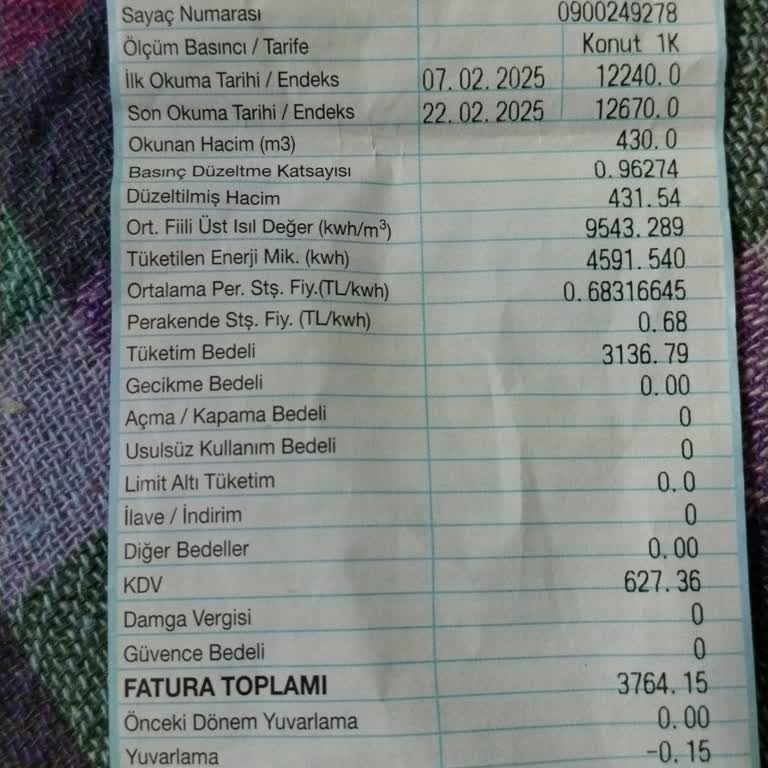 Sayaç Numarası 0900249278
Ölçüm Basıncı / Tarife Konut 1K
İlk Okuma Tarihi / Endeks 07.02.2025 12240.0
Son Okuma Tarihi / Endeks 22.02.2025 12670.0
Okunan Hacim (m3) 430.0
Basınç Düzeltme Katsayısı 0.96274
Düzeltilmiş Hacim 431.54
Ort. Fiili Üst Isıl Değer (kwh/m³) 9543.289
Tüketilen Enerji Mik. (kwh) 4591.540
Ortalama Per. Stş. Fiy.(TL/kwh) 0.68316645
Perakende Stş. Fiy. (TL/kwh) 0.68
Tüketim Bedeli 3136.79
Gecikme Bedeli 0.00
Açma / Kapama Bedeli 0
Usulsüz Kullanım Bedeli 0
Limit Altı Tüketim 0.0
İlave / İndirim 0
Diğer Bedeller 0.00
KDV 627.36
Damga Vergisi 0
Güvence Bedeli 0
FATURA TOPLAMI 3764.15
Önceki Dönem Yuvarlama 0.00
Yuvarlama -0.15